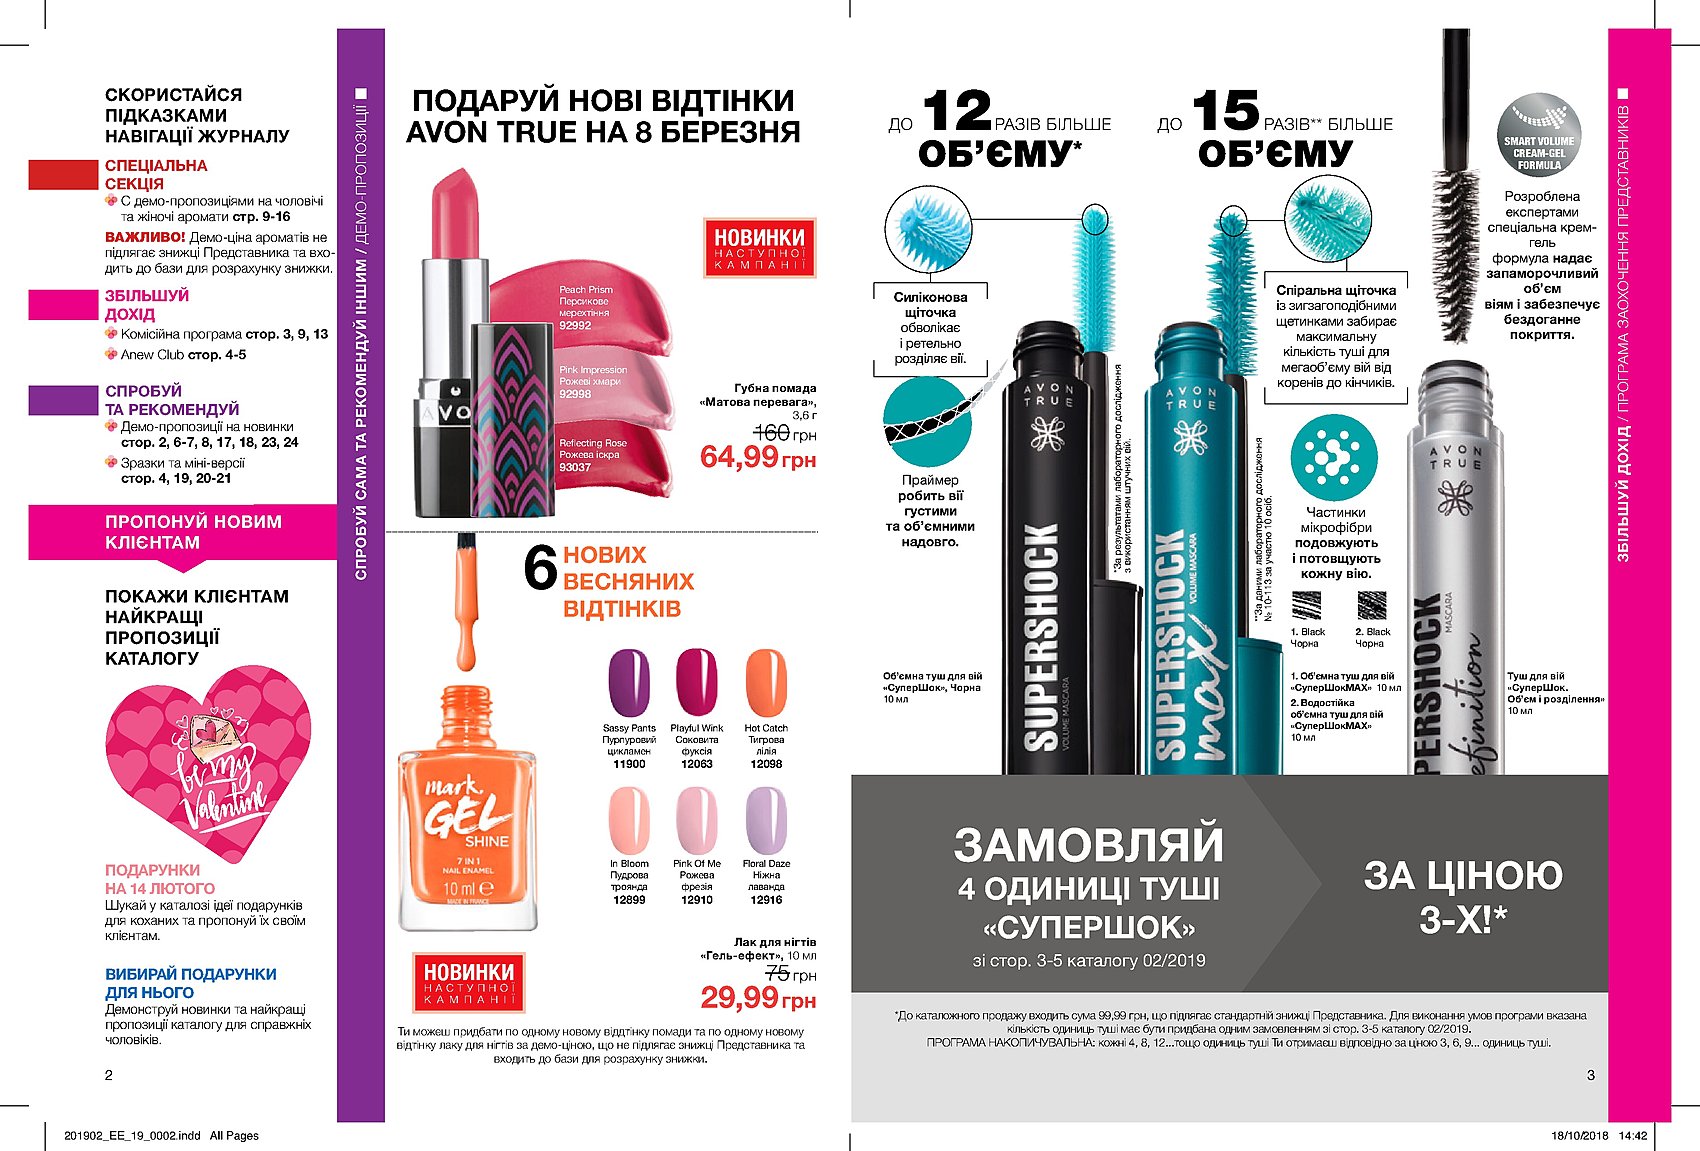 СКОРИСТАЙСЯ
ПІДКАЗКАМИ
НАВІГАЦІЇ ЖУРНАЛУ
СПЕЦІАЛЬНА
СЕКЦІЯ
С демо-пропозиціями на чоловічі
та жіночі аромати стр. 9-16
ВАЖЛИВО! Демо-ціна ароматів не
підлягає знижці Представника та вхо-
дить до бази для розрахунку знижки.
ЗБІЛЬШУЙ
ДОХІД
Комісійна програма стор. 3, 9, 13
Anew Club стор. 4-5
СПРОБУЙ
ТА РЕКОМЕНДУЙ
Демо-пропозиції на новинки
стор. 2, 6-7, 8, 17, 18, 23, 24
Зразки та міні-версії
стор. 4, 19, 20-21
ПРОПОНУЙ НОВИМ
КЛІЄНТАМ
ПОКАЖИ КЛІЄНТАМ
НАЙКРАЩІ
ПРОПОЗИЦІЇ
КАТАЛОГУ
be my
Valentine
ПОДАРУНКИ
НА 14 ЛЮТОГО
Шукай у каталозі ідеї подарунків
для коханих та пропонуй їх своїм
клієнтам.
ВИБИРАЙ ПОДАРУНКИ
ДЛЯ НЬОГО
Демонструй новинки та найкращі
пропозиції каталогу для справжніх
чоловіків.
2
СПРОБУЙ САМА ТА РЕКОМЕНДУЙ ІНШИМ / ДЕМО-ПРОПОЗИЦІЇ
ПОДАРУЙ НОВІ ВІДТІНКИ
AVON TRUE НА 8 БЕРЕЗНЯ
НОВИНКИ
НАСТУПНОЇ
КАМПАНІЇ
AVO
Peach Prism
Персикове
мерехтіння
92992
Pink Impression
Рожеві хмари
92998
Reflecting Rose
Рожева іскра
93037
Губна помада
«Матова перевага»,
3,6 г
160 грн
64,99 грн
6 НОВИХ
ВЕСНЯНИХ
ВІДТІНКІВ
mark.
GEL
SHINE
7 IN 1
NAIL ENAMEL
10 ml e
MADE IN FRANCE
Sassy Pants
Пурпуровий
цикламен
11900
Playful Wink
Соковита
фуксія
12063
Hot Catch
Тигрова
лілія
12098
In Bloom
Пудрова
троянда
12899
Pink Of Me
Рожева
фрезія
12910
Floral Daze
Ніжна
лаванда
12916
НОВИНКИ
НАСТУПНОЇ
КАМПАНІЇ
Лак для нігтів
«Гель-ефект», 10 мл
75 грн
29,99 грн
Ти можеш придбати по одному новому відтінку помади та по одному новому
відтінку лаку для нігтів за демо-ціною, що не підлягає знижці Представника та
входить до бази для розрахунку знижки.
ДО 12 РАЗІВ БІЛЬШЕ
ОБ’ЄМУ*
ДО 15 РАЗІВ** БІЛЬШЕ
ОБ’ЄМУ
SMART VOLUME
CREAM-GEL
FORMULA
Розроблена
експертами
спеціальна крем-
гель
формула надає
запаморочливий
об’єм
віям і забезпечує
бездоганне
покриття.
Силіконова
щіточка
обволікає
і ретельно
розділяє вії.
Праймер
робить вії
густими
та об’ємними
надовго.
Спіральна щіточка
із зигзагоподібними
щетинками забирає
максимальну
кількість туші для
мегаоб’єму вій від
коренів до кінчиків.
Частинки
мікрофібри
подовжують
і потовщують
кожну вію.
*За результатами лабораторного дослідження
з використанням штучних вій.
**За даними лабораторного дослідження
№ 10-113 за участю 10 осіб.
AVON
TRUE
SUPERSHOCK
VOLUME MASCARA
AVON
TRUE
SUPERSHOCK
VOLUME MASCARA
max
AVON
TRUE
PERSHOCK
MASCARA
efinition
1. Black
Чорна
2. Black
Чорна
Об’ємна туш для вій
«СуперШок», Чорна
10 мл
1. Об’ємна туш для вій
«СуперШокMAX» 10 мл
2. Водостійка
об’ємна туш для вій
«СуперШокMAX»
10 мл
Туш для вій
«СуперШок.
Об’єм і розділення»
10 мл
ЗАМОВЛЯЙ
4 ОДИНИЦІ ТУШІ
«СУПЕРШОК»
зі стор. 3-5 каталогу 02/2019
ЗА ЦІНОЮ
3-Х!*
*До каталожного продажу входить сума 99,99 грн, що підлягає стандартній знижці Представника. Для виконання умов програми вказана
кількість одиниць туші має бути придбана одним замовленням зі стор. 3-5 каталогу 02/2019.
ПРОГРАМА НАКОПИЧУВАЛЬНА: кожні 4, 8, 12...тощо одиниць туші Ти отримаєш відповідно за ціною 3, 6, 9... одиниць туші.
3
ЗБІЛЬШУЙ ДОХІД / ПРОГРАМА ЗАОХОЧЕННЯ ПРЕДСТАВНИКІВ
201902_EE_19_0002.indd All Pages
18/10/2018 14:42